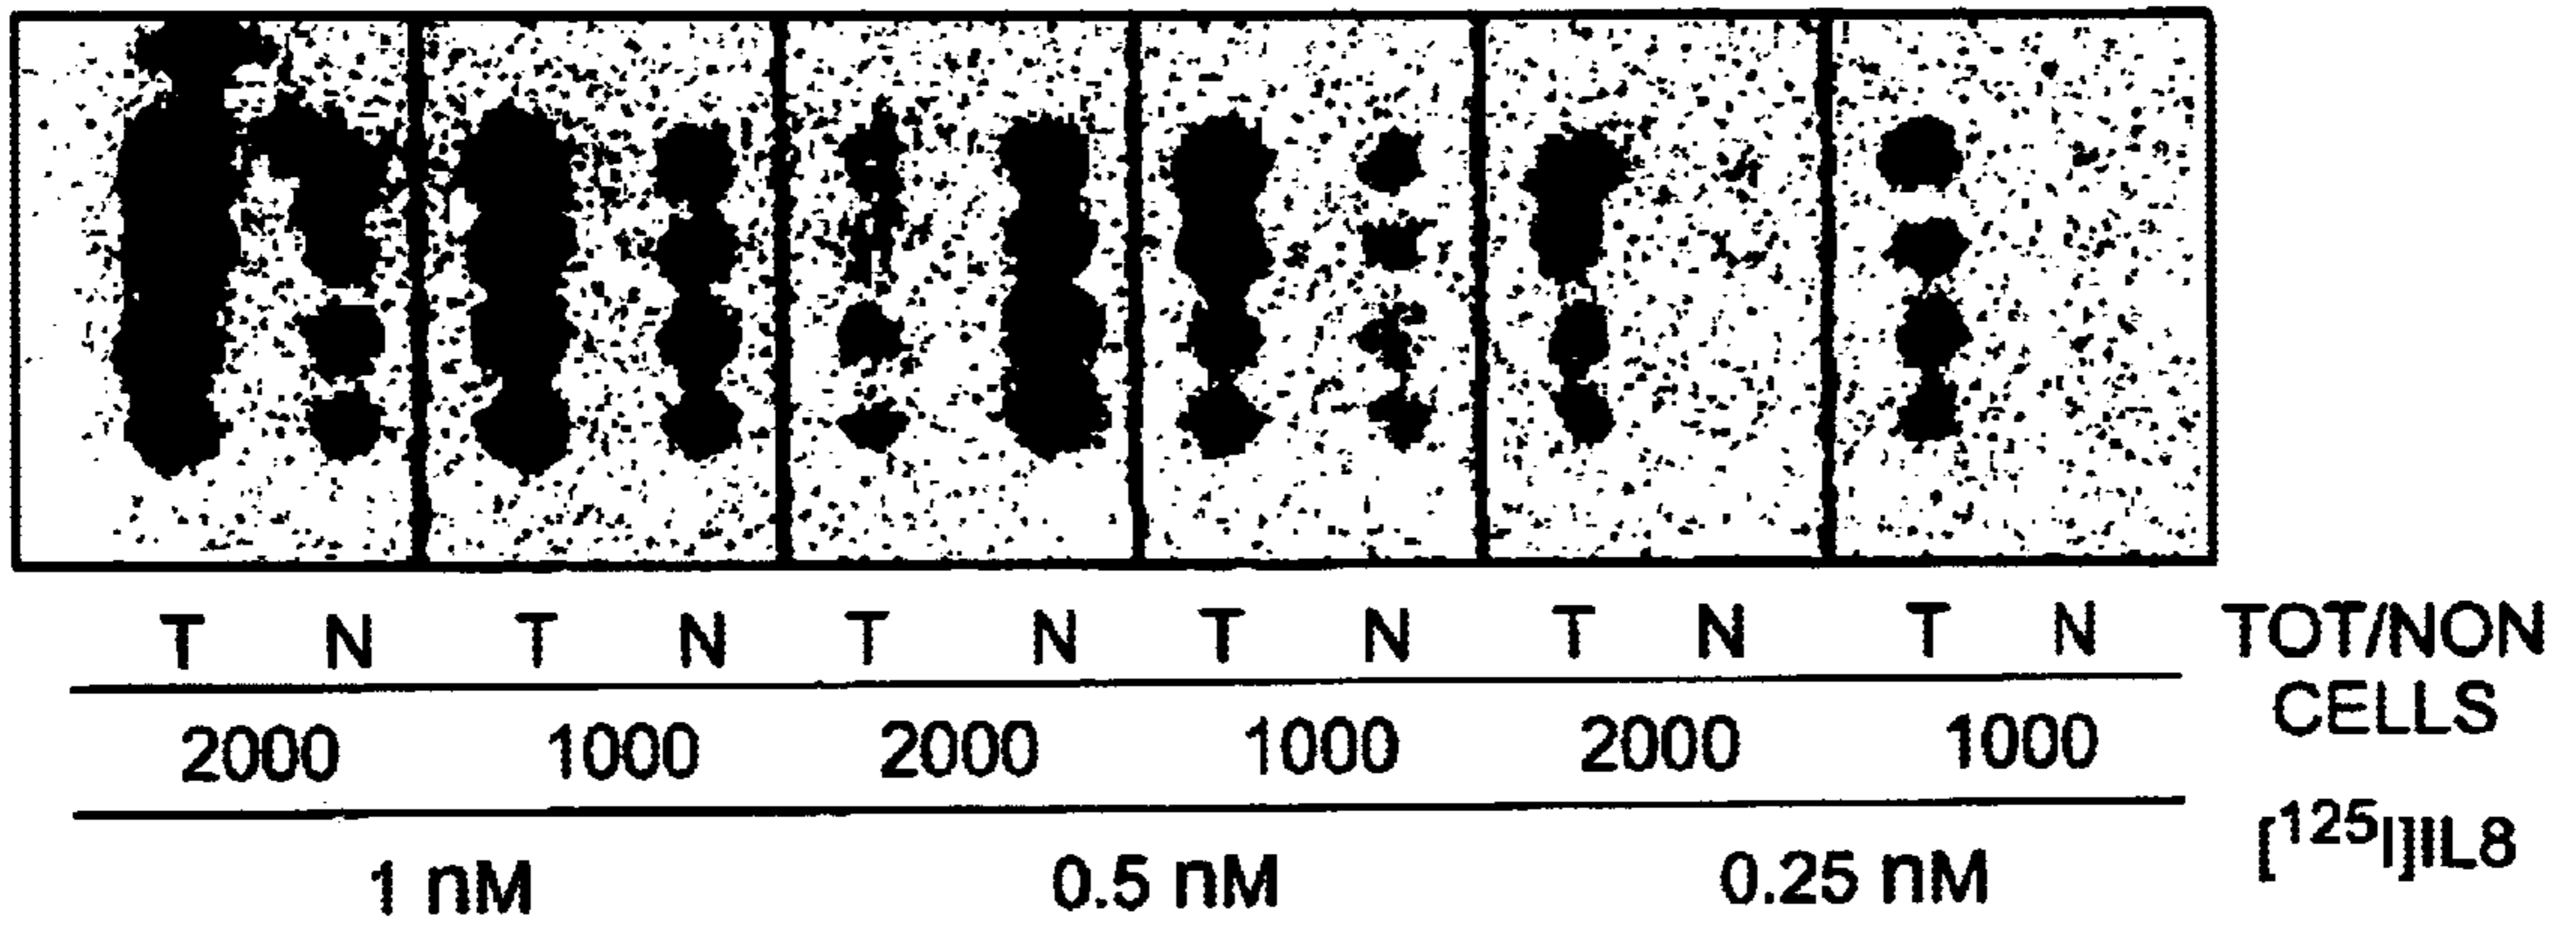 T N T N T N T N T N T N TOT/NON
2000 1000 2000 1000 2000 1000 CELLS
1 nM 0.5 nM 0.25 nM [¹²⁵I]IL8